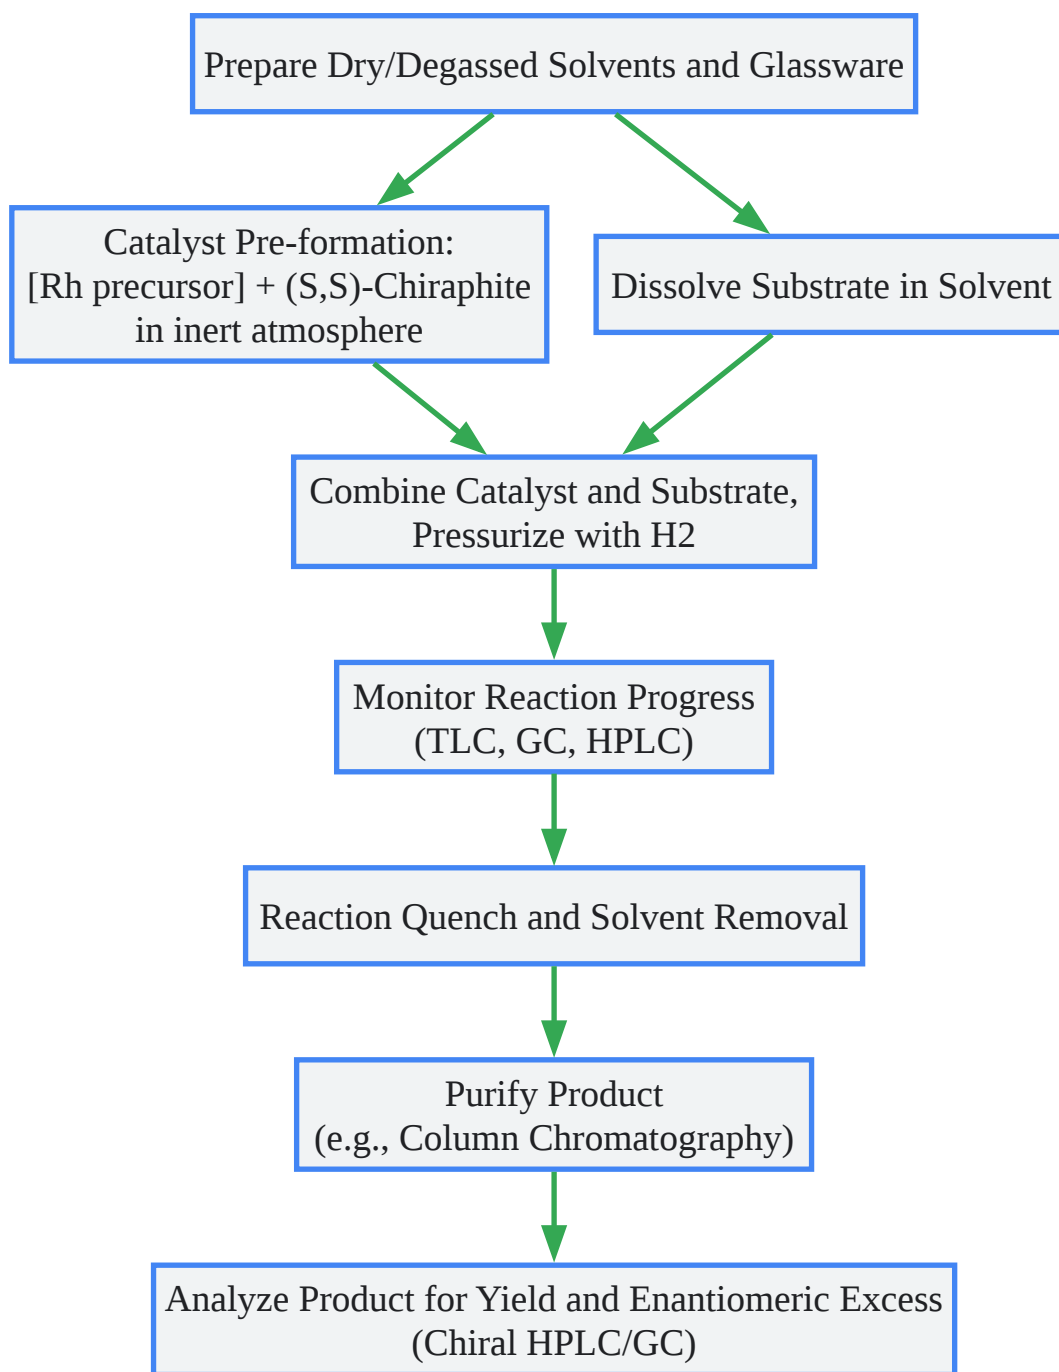 Prepare Dry/Degassed Solvents and Glassware
Catalyst Pre-formation:
[Rh precursor] + (S,S)-Chiraphite
in inert atmosphere
Dissolve Substrate in Solvent
Combine Catalyst and Substrate,
Pressurize with H2
Monitor Reaction Progress
(TLC, GC, HPLC)
Reaction Quench and Solvent Removal
Purify Product
(e.g., Column Chromatography)
Analyze Product for Yield and Enantiomeric Excess
(Chiral HPLC/GC)